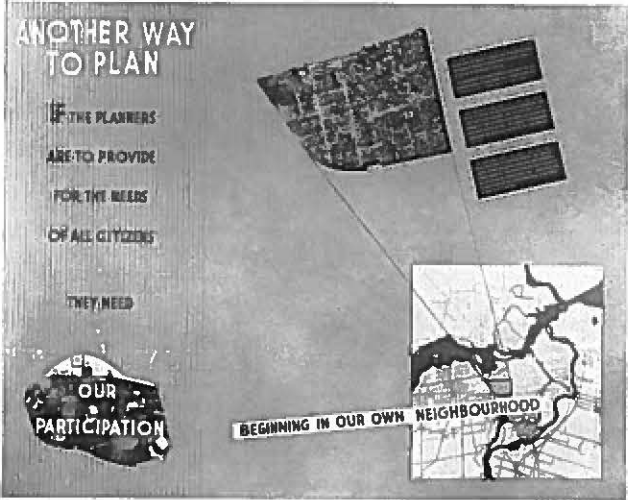 ANOTHER WAY
TO PLAN
IF THE PLANNERS
ARE TO PROVIDE
FOR THE NEEDS
OF ALL CITIZENS
THEY NEED
OUR
PARTICIPATION
BEGINNING IN OUR OWN NEIGHBOURHOOD